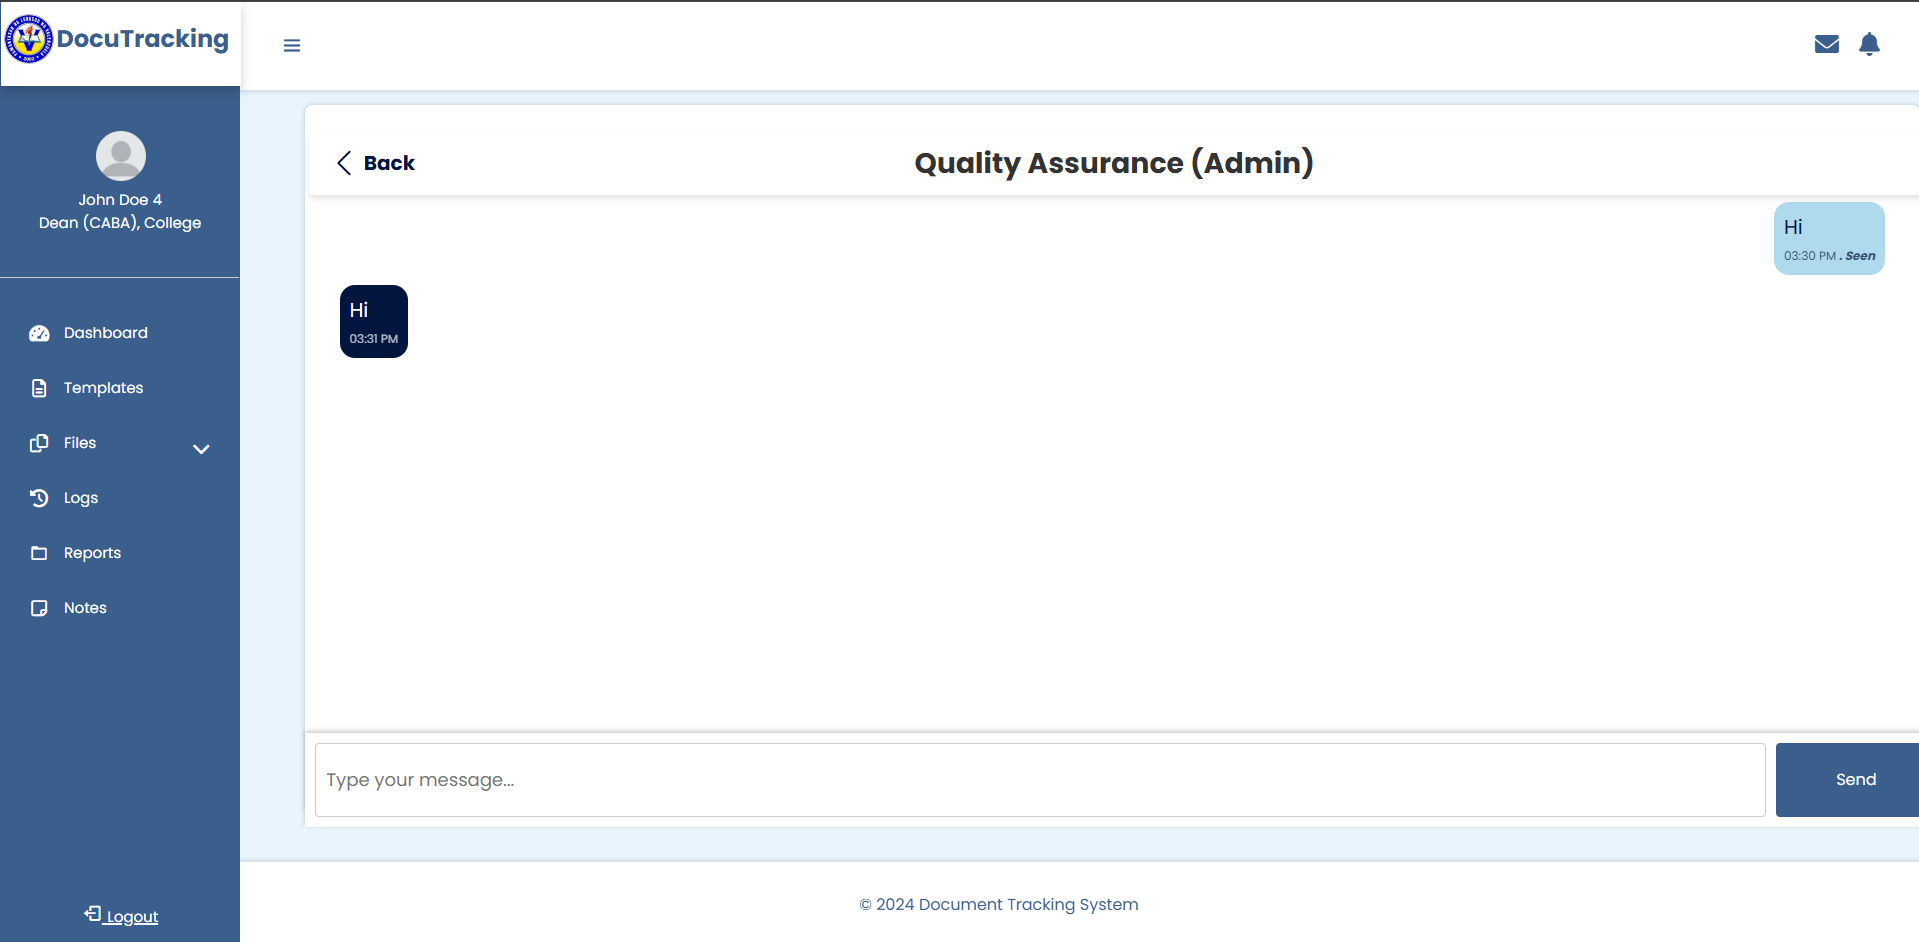 DocuTracking
John Doe 4
Dean (CABA), College
Dashboard
Templates
Files
Logs
Reports
Notes
Logout
Back
Quality Assurance (Admin)
Hi
03:30 PM . Seen
Hi
03:31 PM
Type your message...
Send
© 2024 Document Tracking System